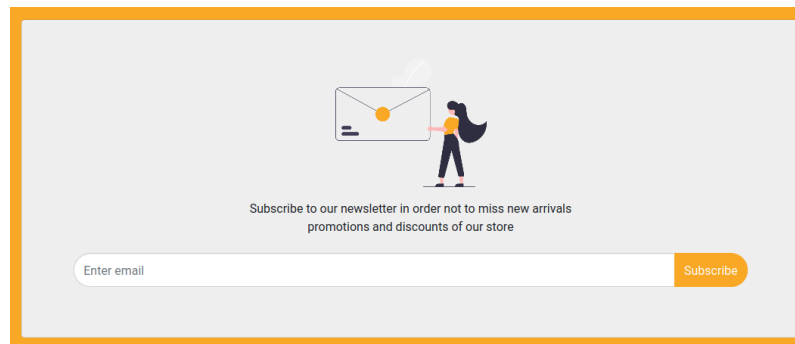 Subscribe to our newsletter in order not to miss new arrivals
promotions and discounts of our store
Enter email
Subscribe